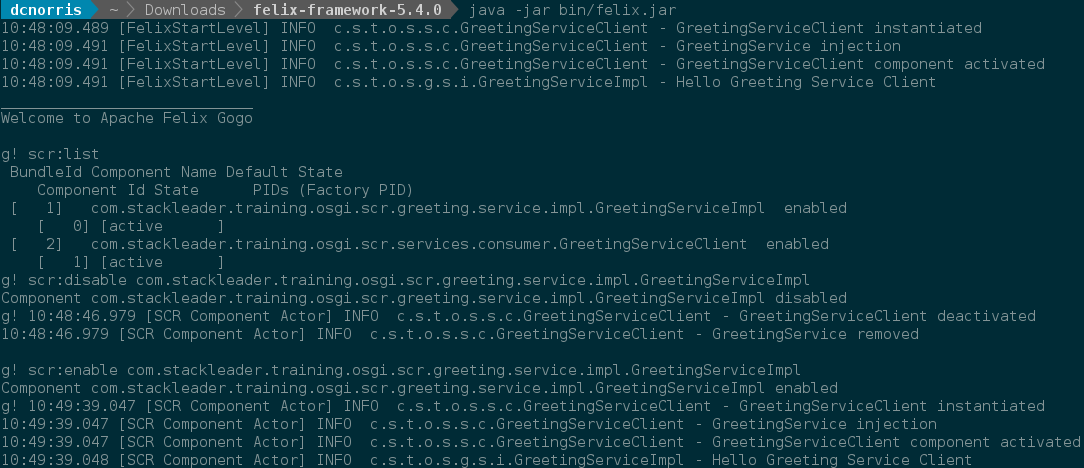 dcnorris ~ Downloads felix-framework-5.4.0 java -jar bin/felix.jar
10:48:09.489 [FelixStartLevel] INFO  c.s.t.o.s.s.c.GreetingServiceClient - GreetingServiceClient instantiated
10:48:09.491 [FelixStartLevel] INFO  c.s.t.o.s.s.c.GreetingServiceClient - GreetingService injection
10:48:09.491 [FelixStartLevel] INFO  c.s.t.o.s.s.c.GreetingServiceClient - GreetingServiceClient component activated
10:48:09.491 [FelixStartLevel] INFO  c.s.t.o.s.g.s.i.GreetingServiceImpl - Hello Greeting Service Client
____________________________
Welcome to Apache Felix Gogo

g! scr:list
 BundleId Component Name Default State
    Component Id State      PIDs (Factory PID)
 [   1]   com.stackleader.training.osgi.scr.greeting.service.impl.GreetingServiceImpl  enabled
    [   0] [active      ]
 [   2]   com.stackleader.training.osgi.scr.services.consumer.GreetingServiceClient  enabled
    [   1] [active      ]
g! scr:disable com.stackleader.training.osgi.scr.greeting.service.impl.GreetingServiceImpl
Component com.stackleader.training.osgi.scr.greeting.service.impl.GreetingServiceImpl disabled
g! 10:48:46.979 [SCR Component Actor] INFO  c.s.t.o.s.s.c.GreetingServiceClient - GreetingServiceClient deactivated
10:48:46.979 [SCR Component Actor] INFO  c.s.t.o.s.s.c.GreetingServiceClient - GreetingService removed

g! scr:enable com.stackleader.training.osgi.scr.greeting.service.impl.GreetingServiceImpl
Component com.stackleader.training.osgi.scr.greeting.service.impl.GreetingServiceImpl enabled
g! 10:49:39.047 [SCR Component Actor] INFO  c.s.t.o.s.s.c.GreetingServiceClient - GreetingServiceClient instantiated
10:49:39.047 [SCR Component Actor] INFO  c.s.t.o.s.s.c.GreetingServiceClient - GreetingService injection
10:49:39.047 [SCR Component Actor] INFO  c.s.t.o.s.s.c.GreetingServiceClient - GreetingServiceClient component activated
10:49:39.048 [SCR Component Actor] INFO  c.s.t.o.s.g.s.i.GreetingServiceImpl - Hello Greeting Service Client